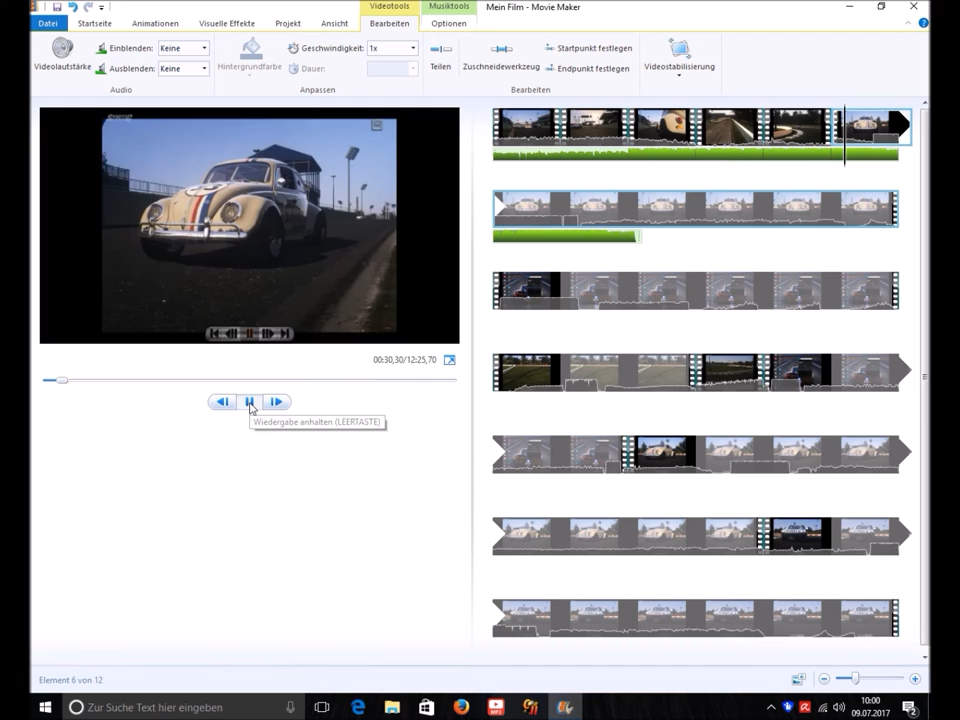 Videotools
Musiktools
Mein Film - Movie Maker
Datei
Startseite
Animationen
Visuelle Effekte
Projekt
Ansicht
Bearbeiten
Optionen
Videolautstärke
Einblenden: Keine
Ausblenden: Keine
Audio
Hintergrundfarbe
Geschwindigkeit: 1x
Dauer:
Anpassen
Teilen
Zuschneidewerkzeug
Startpunkt festlegen
Endpunkt festlegen
Bearbeiten
Videostabilisierung
00:30,30/12:25,70
Wiedergabe anhalten (LEERTASTE)
Element 6 von 12
Zur Suche Text hier eingeben
10:00
09.07.2017
2